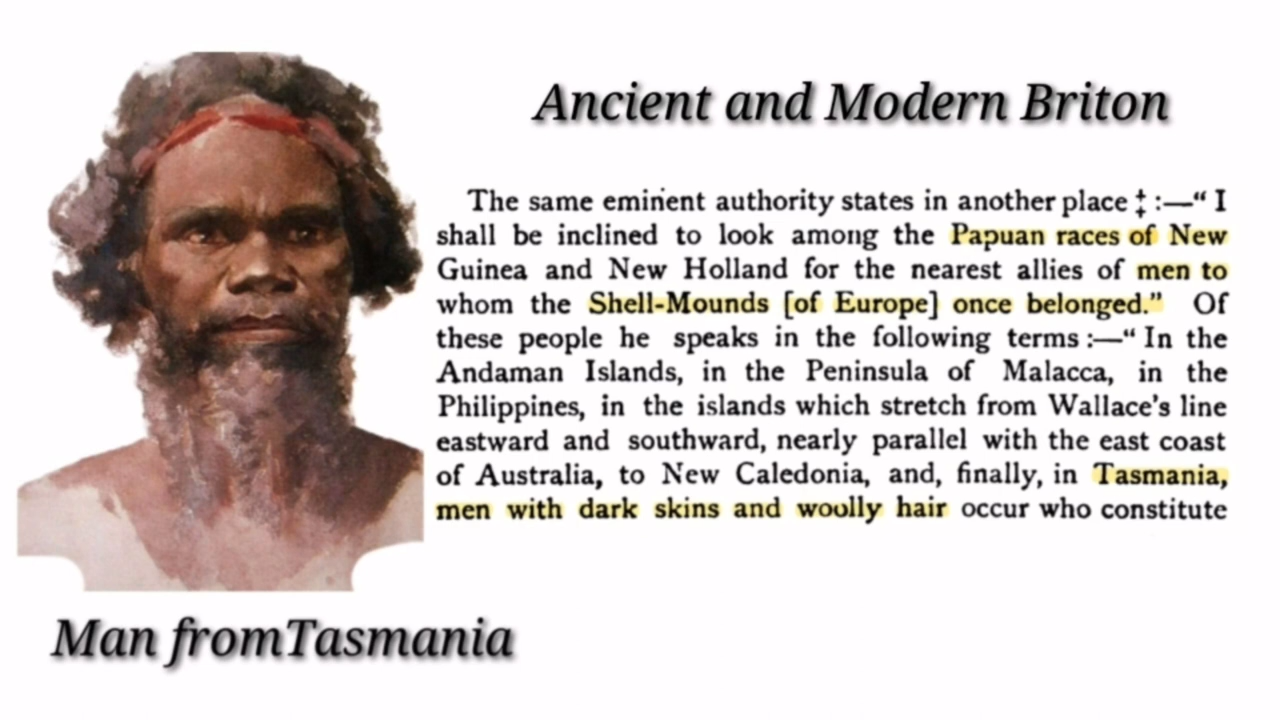 Ancient and Modern Briton
The same eminent authority states in another place ‡ :—“ I
shall be inclined to look among the Papuan races of New
Guinea and New Holland for the nearest allies of men to
whom the Shell-Mounds [of Europe] once belonged.” Of
these people he speaks in the following terms :—“ In the
Andaman Islands, in the Peninsula of Malacca, in the
Philippines, in the islands which stretch from Wallace’s line
eastward and southward, nearly parallel with the east coast
of Australia, to New Caledonia, and, finally, in Tasmania,
men with dark skins and woolly hair occur who constitute
Man fromTasmania